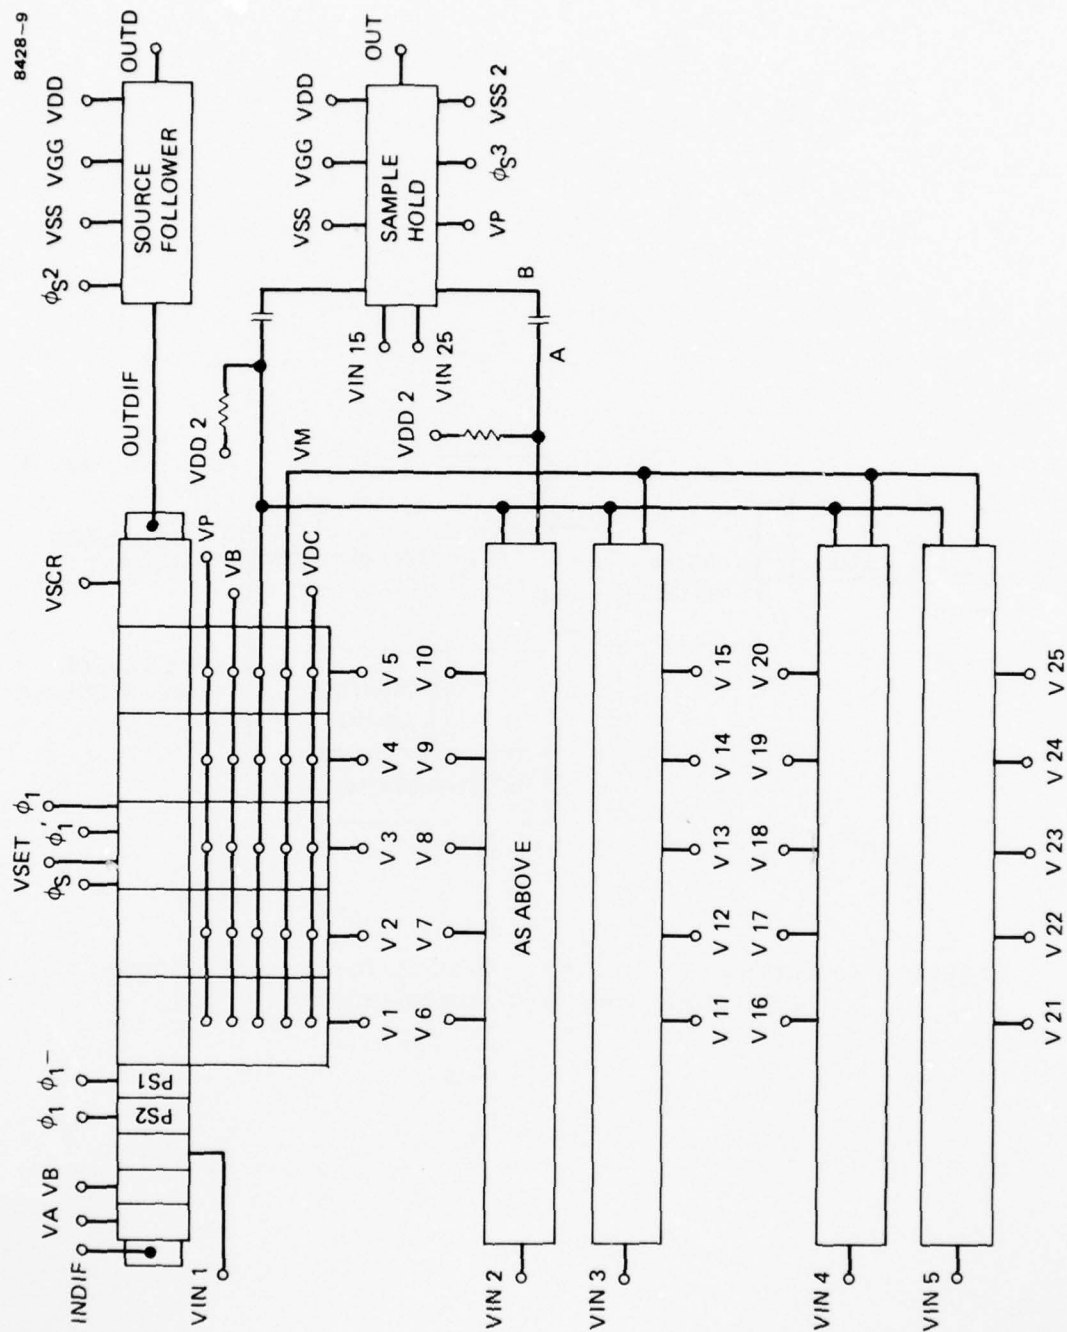 8428-9
INDIF
VA
VB
ϕ1
ϕ1‾
ϕS
VSET
ϕ1'
ϕ1
VSCR
OUTDIF
ϕS2
VSS
VGG
VDD
SOURCE
FOLLOWER
OUTD
PS2
PS1
VP
VB
VDC
VM
VDD 2
VIN 1
V 1
V 2
V 3
V 4
V 5
VSS
VGG
VDD
SAMPLE
HOLD
OUT
VIN 15
VIN 25
VP
ϕS3
VSS 2
VDD 2
A
B
V 6
V 7
V 8
V 9
V 10
VIN 2
AS ABOVE
VIN 3
V 11
V 12
V 13
V 14
V 15
V 16
V 17
V 18
V 19
V 20
VIN 4
VIN 5
V 21
V 22
V 23
V 24
V 25